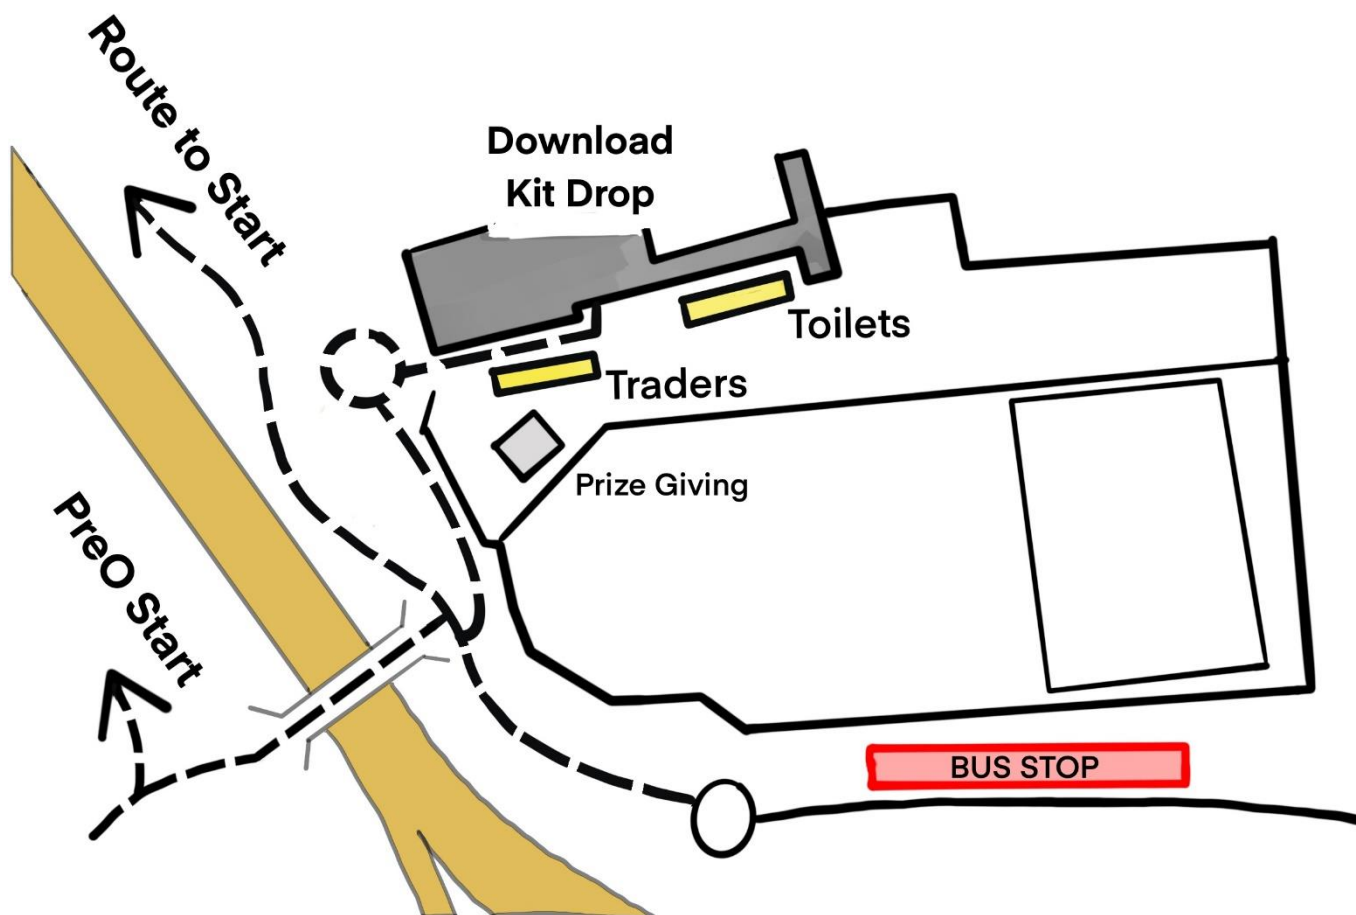 Route to Start
Download
Kit Drop
Toilets
Traders
Prize Giving
PreO Start
BUS STOP